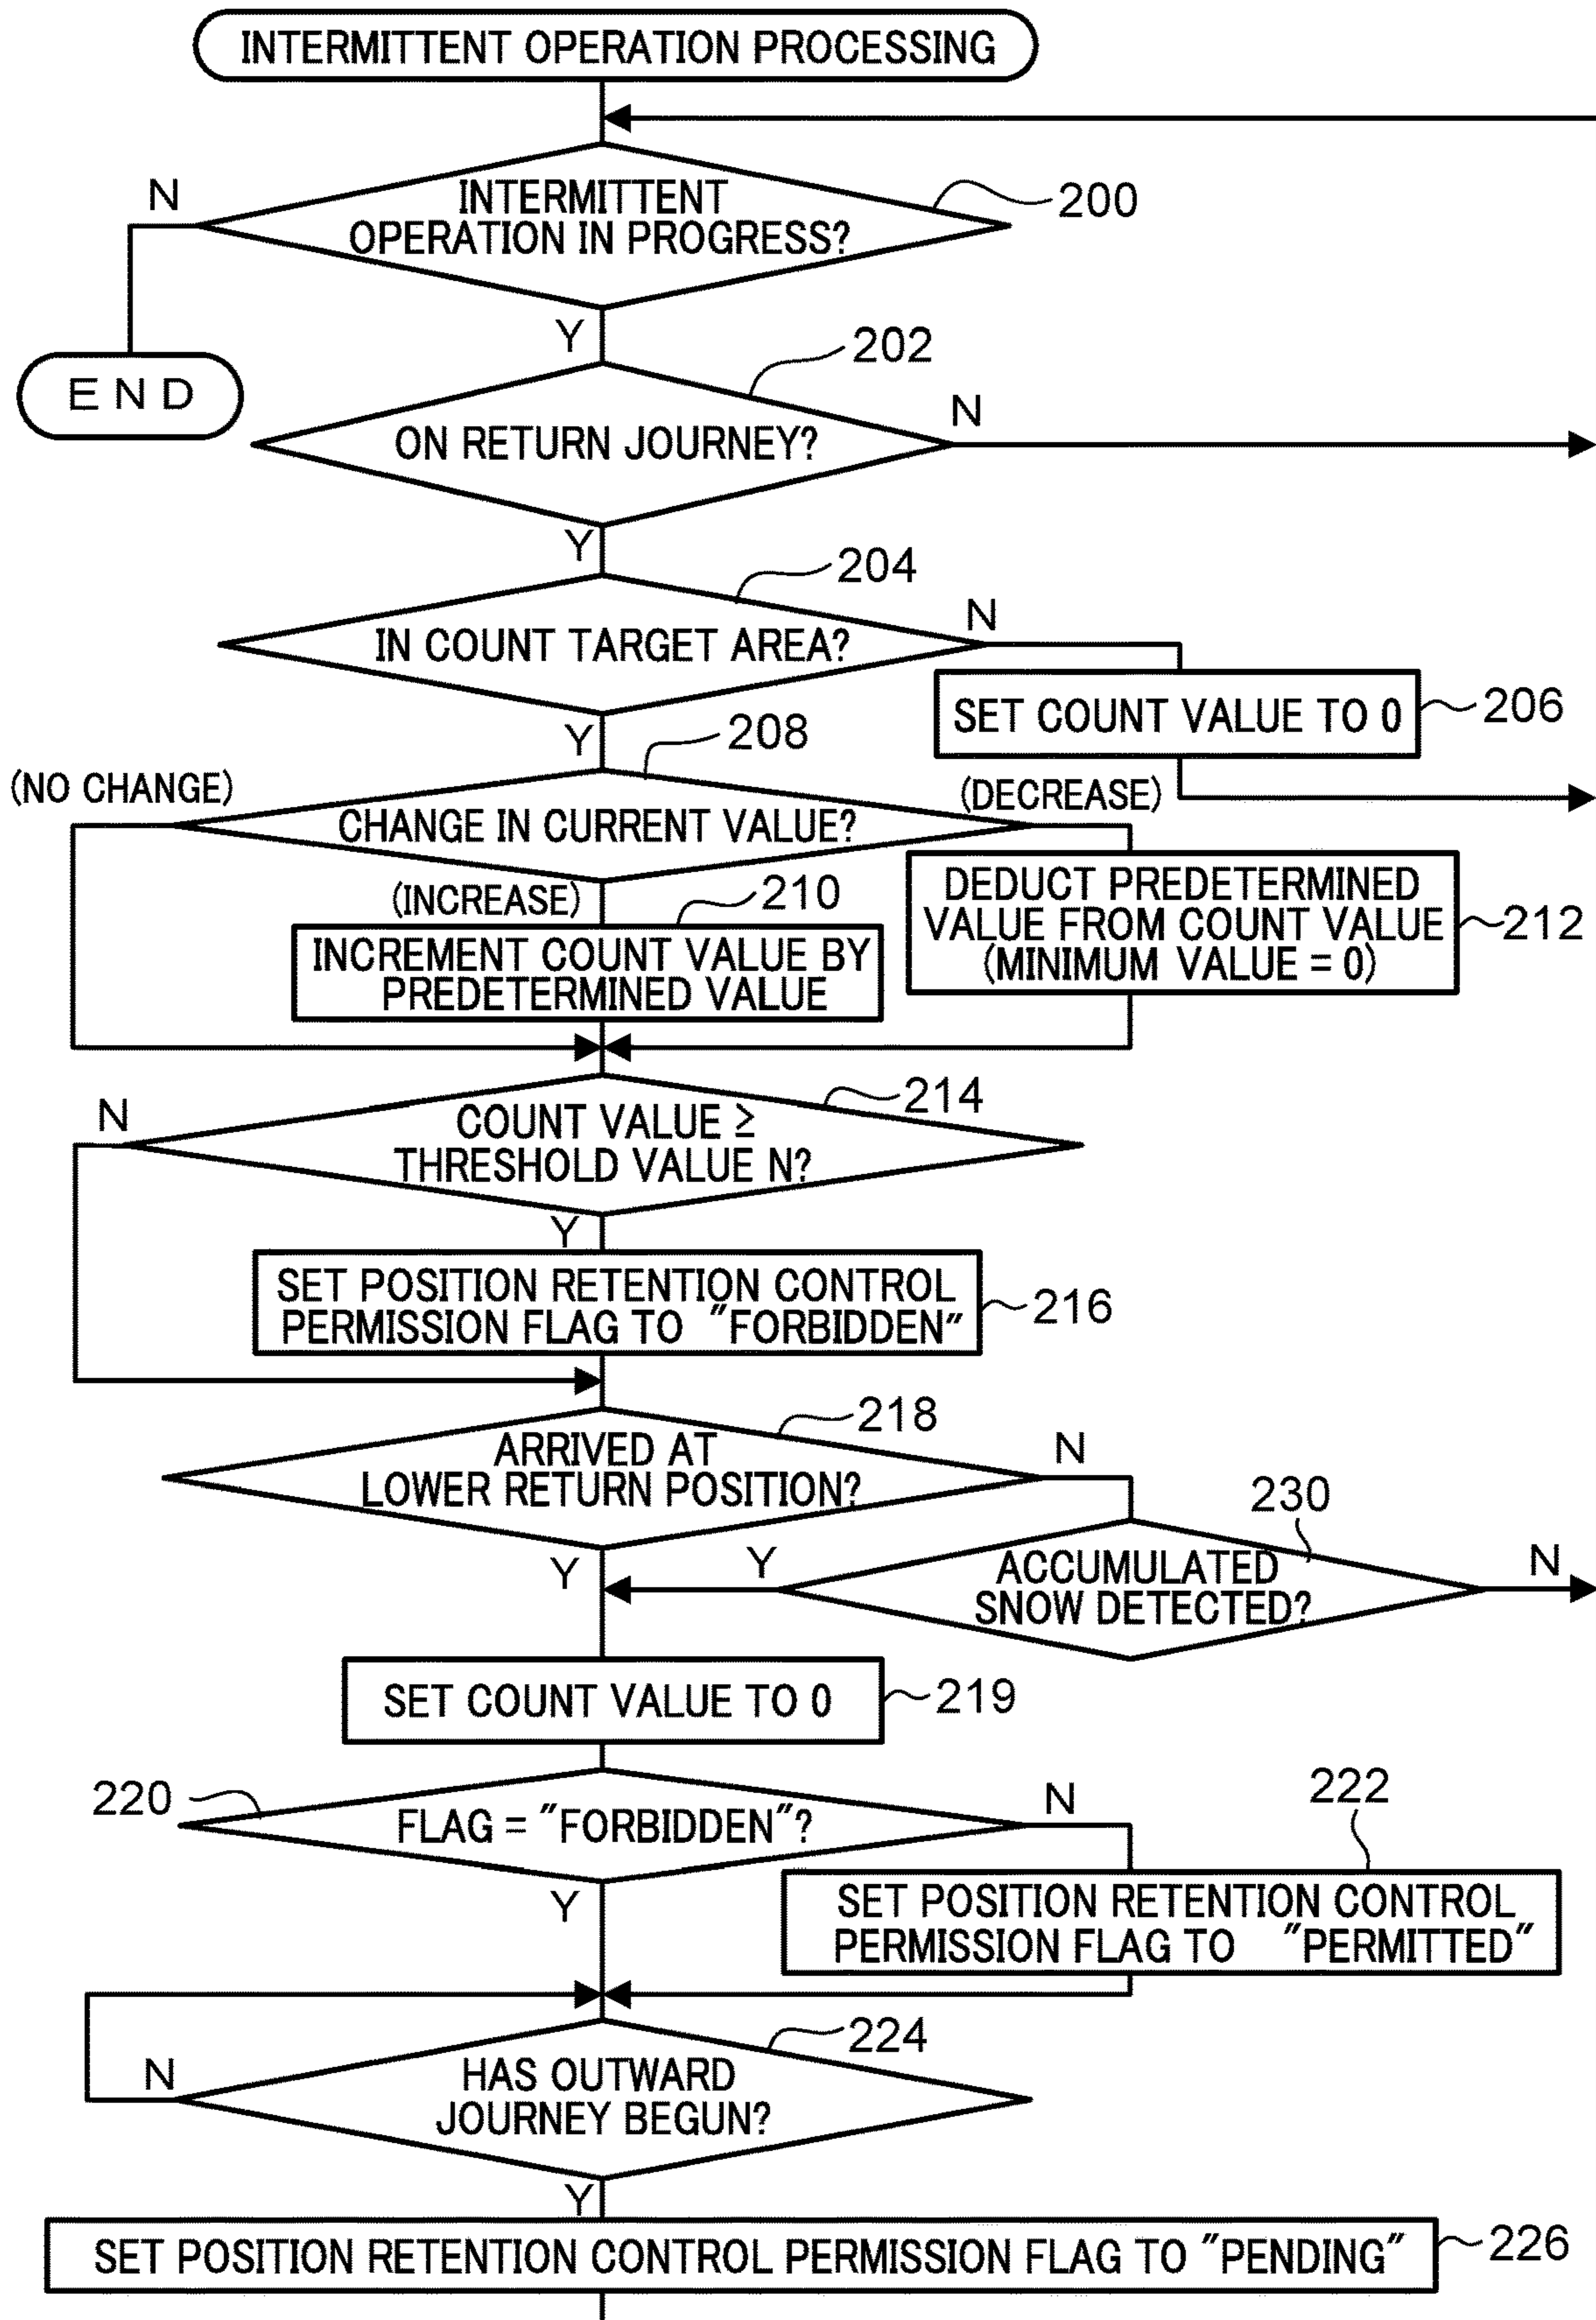 INTERMITTENT OPERATION PROCESSING
N
INTERMITTENT
OPERATION IN PROGRESS?
200
Y
END
202
ON RETURN JOURNEY?
N
Y
204
IN COUNT TARGET AREA?
N
SET COUNT VALUE TO 0
206
Y
208
(NO CHANGE)
CHANGE IN CURRENT VALUE?
(DECREASE)
(INCREASE)
210
INCREMENT COUNT VALUE BY
PREDETERMINED VALUE
DEDUCT PREDETERMINED
VALUE FROM COUNT VALUE
(MINIMUM VALUE = 0)
212
N
214
COUNT VALUE ≥
THRESHOLD VALUE N?
Y
SET POSITION RETENTION CONTROL
PERMISSION FLAG TO "FORBIDDEN"
216
218
ARRIVED AT
LOWER RETURN POSITION?
N
230
Y
Y
ACCUMULATED
SNOW DETECTED?
N
SET COUNT VALUE TO 0
219
220
FLAG = "FORBIDDEN"?
N
222
Y
SET POSITION RETENTION CONTROL
PERMISSION FLAG TO "PERMITTED"
224
N
HAS OUTWARD
JOURNEY BEGUN?
Y
SET POSITION RETENTION CONTROL PERMISSION FLAG TO "PENDING"
226